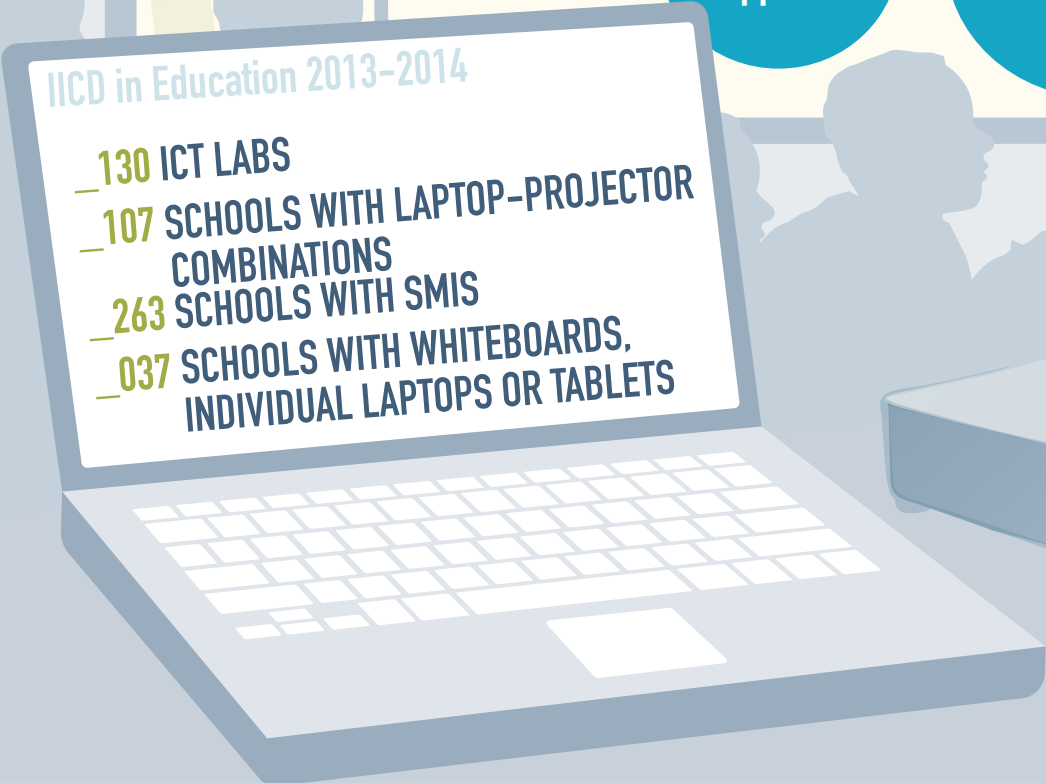 IICD in Education 2013-2014
_130 ICT LABS
_107 SCHOOLS WITH LAPTOP-PROJECTOR
COMBINATIONS
_263 SCHOOLS WITH SMIS
_037 SCHOOLS WITH WHITEBOARDS,
INDIVIDUAL LAPTOPS OR TABLETS